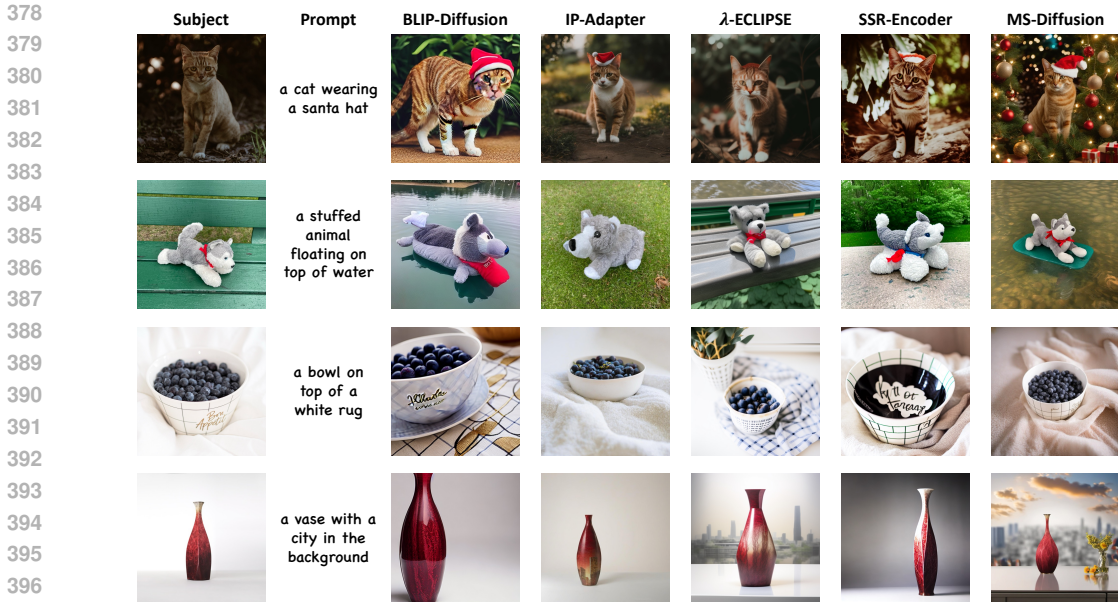 378
Subject Prompt BLIP-Diffusion IP-Adapter λ-ECLIPSE SSR-Encoder MS-Diffusion
379
380
a cat wearing
381
a santa hat
382
383
384
a stuffed
385
animal
floating on
386
top of water
387
388
389
a bowl on
390
top of a
white rug
391
Bon
Appetit
392
393
394
a vase with a
city in the
395
background
396